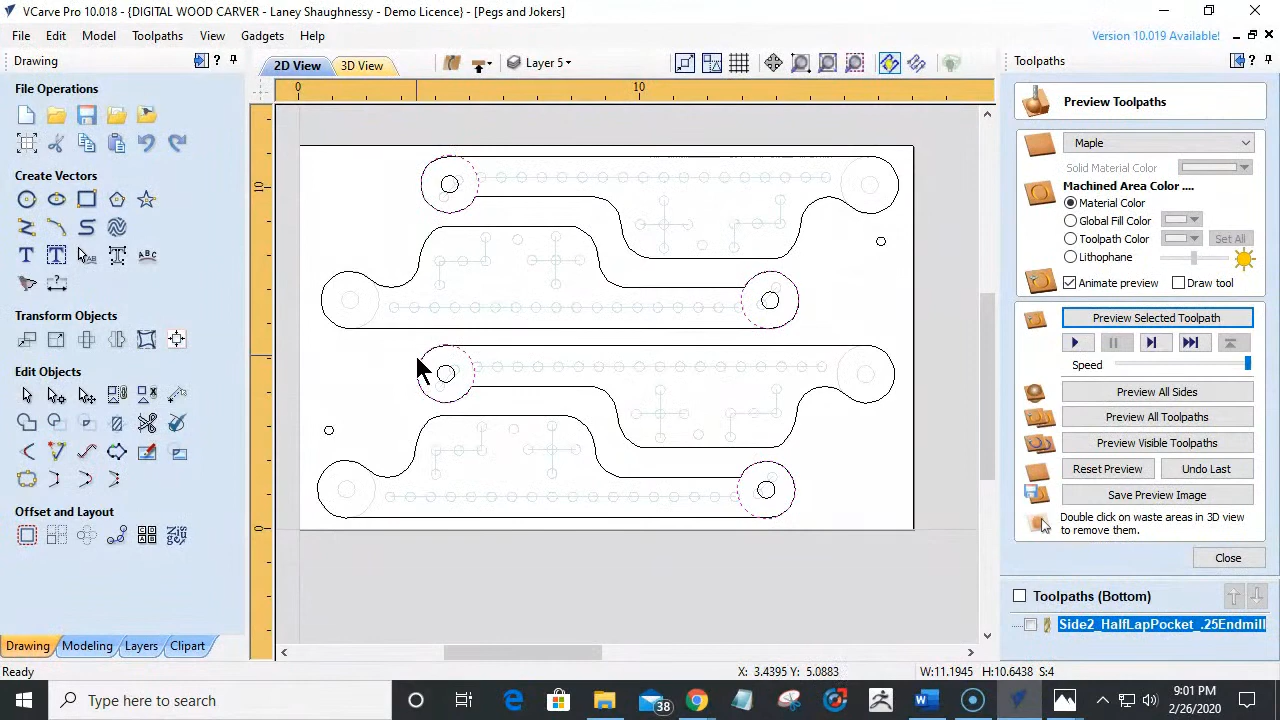 VCarve Pro 10.018 - {DIGITAL WOOD CARVER - Laney Shaughnessy - Demo Licence} - [Pegs and Jokers]
File Edit Model Toolpaths View Gadgets Help
Version 10.019 Available!
Drawing
2D View
3D View
Layer 5
Toolpaths
File Operations
Create Vectors
Transform Objects
Edit Objects
Offset and Layout
Drawing Modeling Layers Clipart
0
10
10
0
Preview Toolpaths
Maple
Solid Material Color
Machined Area Color ....
Material Color
Global Fill Color
Toolpath Color
Set All
Lithophane
Animate preview
Draw tool
Preview Selected Toolpath
Speed
Preview All Sides
Preview All Toolpaths
Preview Visible Toolpaths
Reset Preview
Undo Last
Save Preview Image
Double click on waste areas in 3D view
to remove them.
Close
Toolpaths (Bottom)
Side2_HalfLapPocket_.25Endmill
Ready
X: 3.4395 Y: 5.0883
W:11.1945 H:10.6438 S:4
Type here to search
38
9:01 PM
2/26/2020